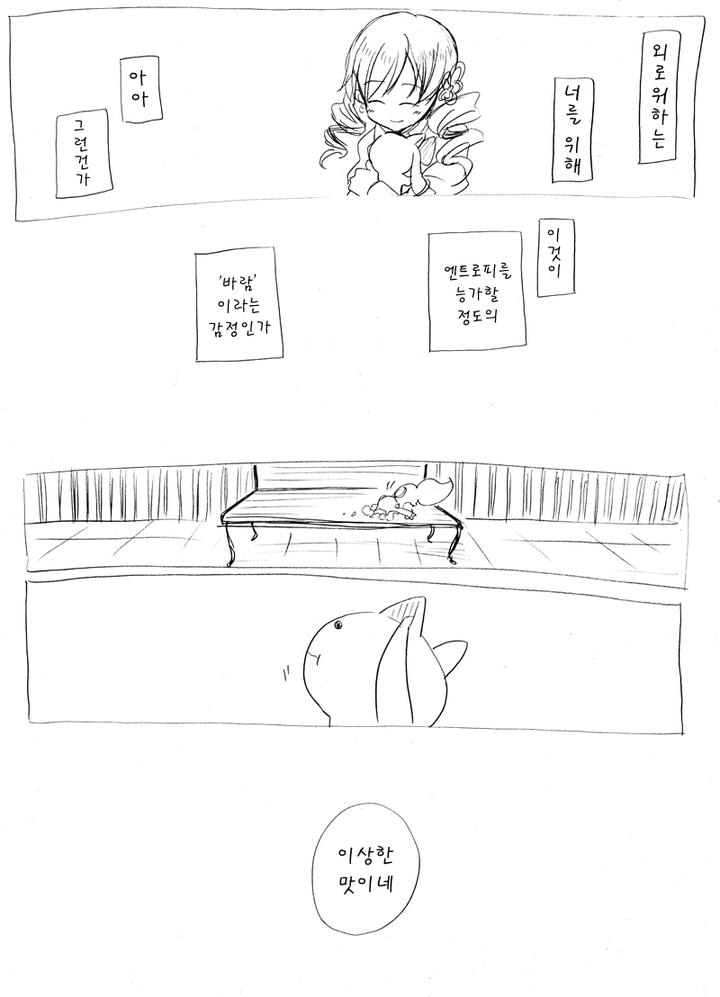 외로워하는
너를 위해
아아
그런건가
이것이
엔트로피를
능가할
정도의
'바람'
이라는
감정인가
이상한
맛이네